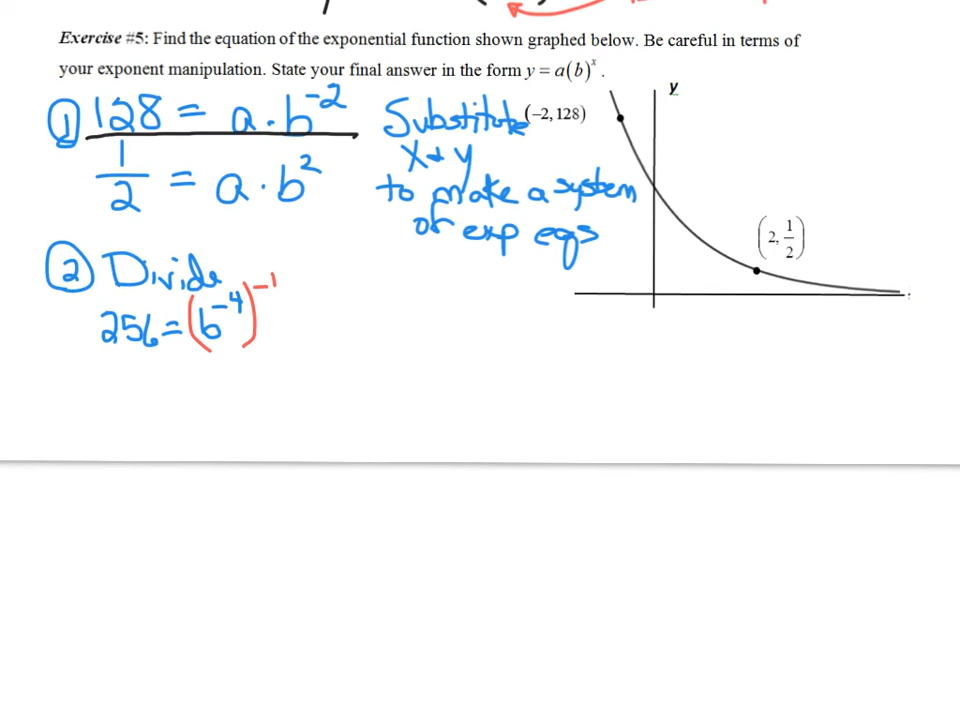 Exercise #5: Find the equation of the exponential function shown graphed below. Be careful in terms of
your exponent manipulation. State your final answer in the form y = a(b)^x .
① 128 = a · b^-2
Substitute
(-2, 128)
y
1/2 = a · b^2
x + y
to make a system
of exp eqs
(2, 1/2)
② Divide
256 = (b^-4)^-1